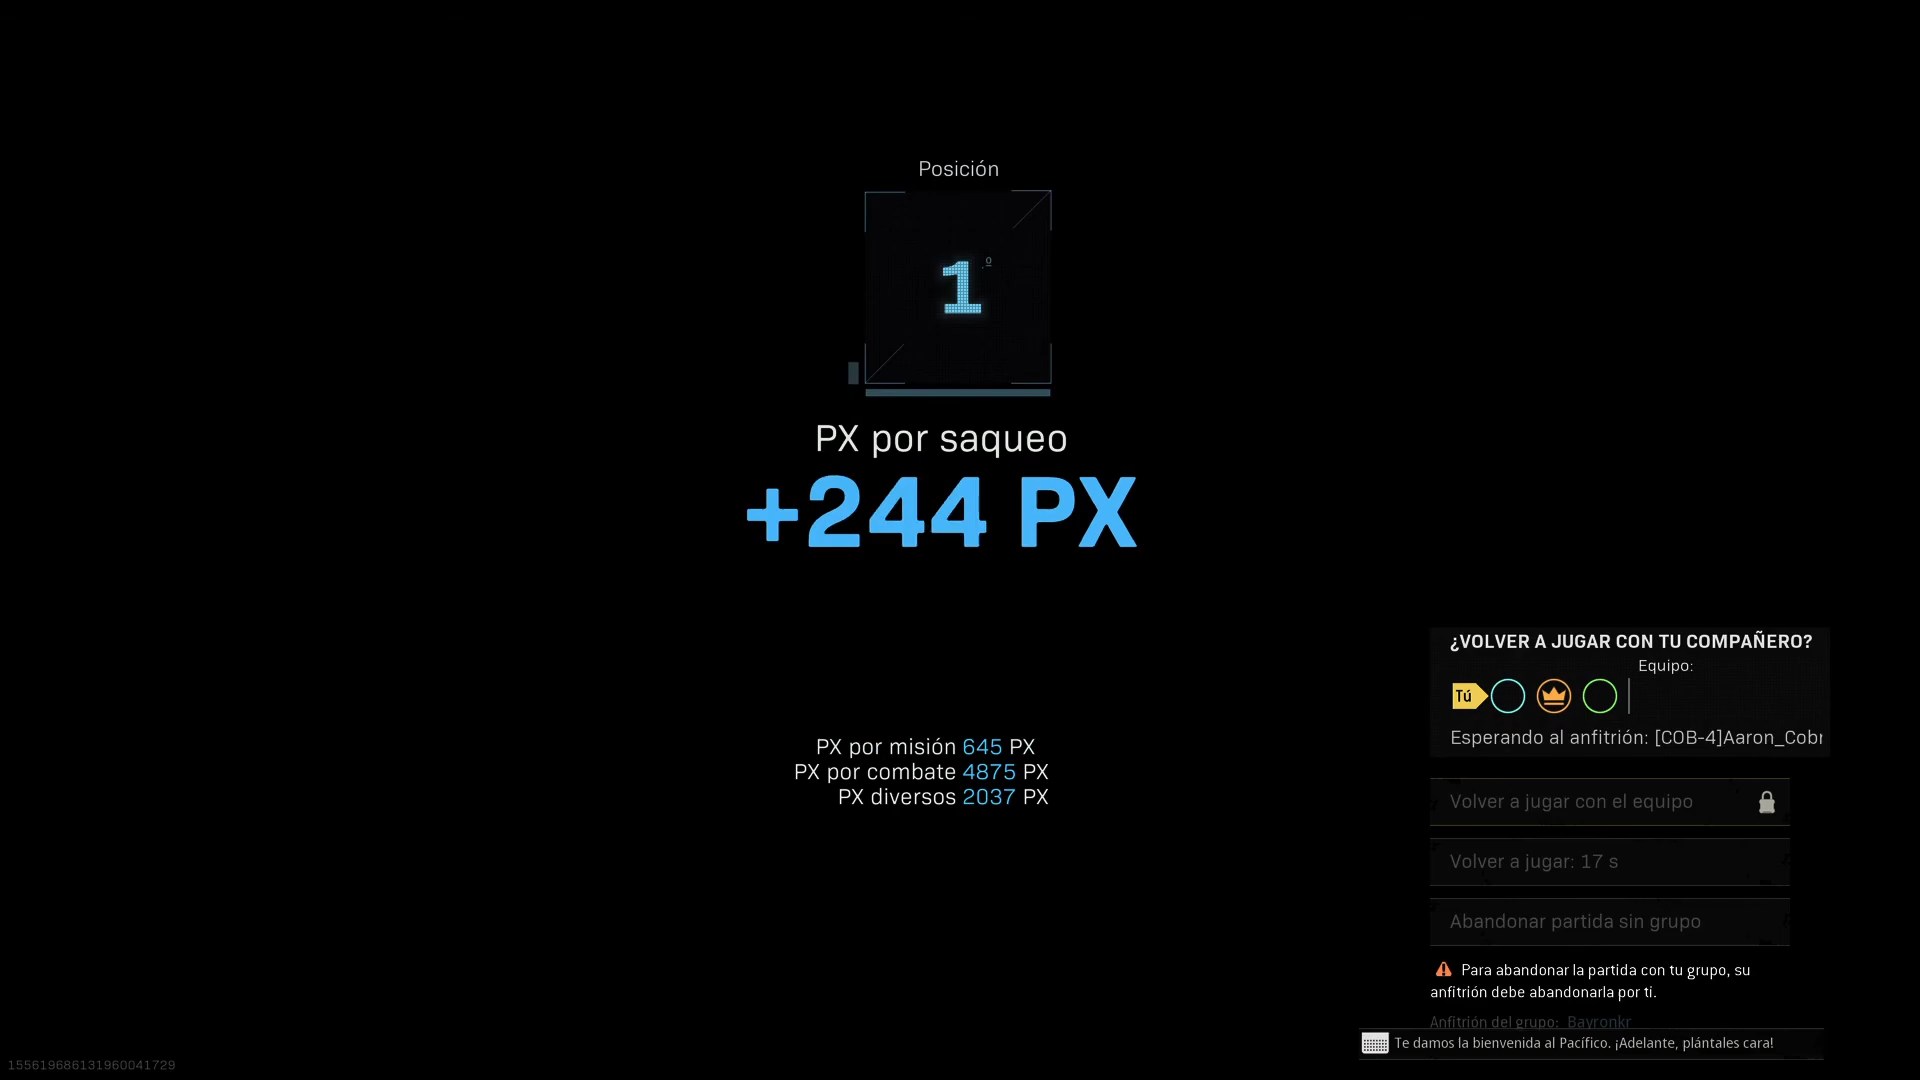 Posición
1.º
PX por saqueo
+244 PX
PX por misión 645 PX
PX por combate 4875 PX
PX diversos 2037 PX
¿VOLVER A JUGAR CON TU COMPAÑERO?
Equipo:
Tú
Esperando al anfitrión: [COB-4]Aaron_Cobr
Volver a jugar con el equipo
Volver a jugar: 17 s
Abandonar partida sin grupo
Para abandonar la partida con tu grupo, su
anfitrión debe abandonarla por ti.
Anfitrión del grupo: Bayronkr
Te damos la bienvenida al Pacífico. ¡Adelante, plántales cara!
155619686131960041729